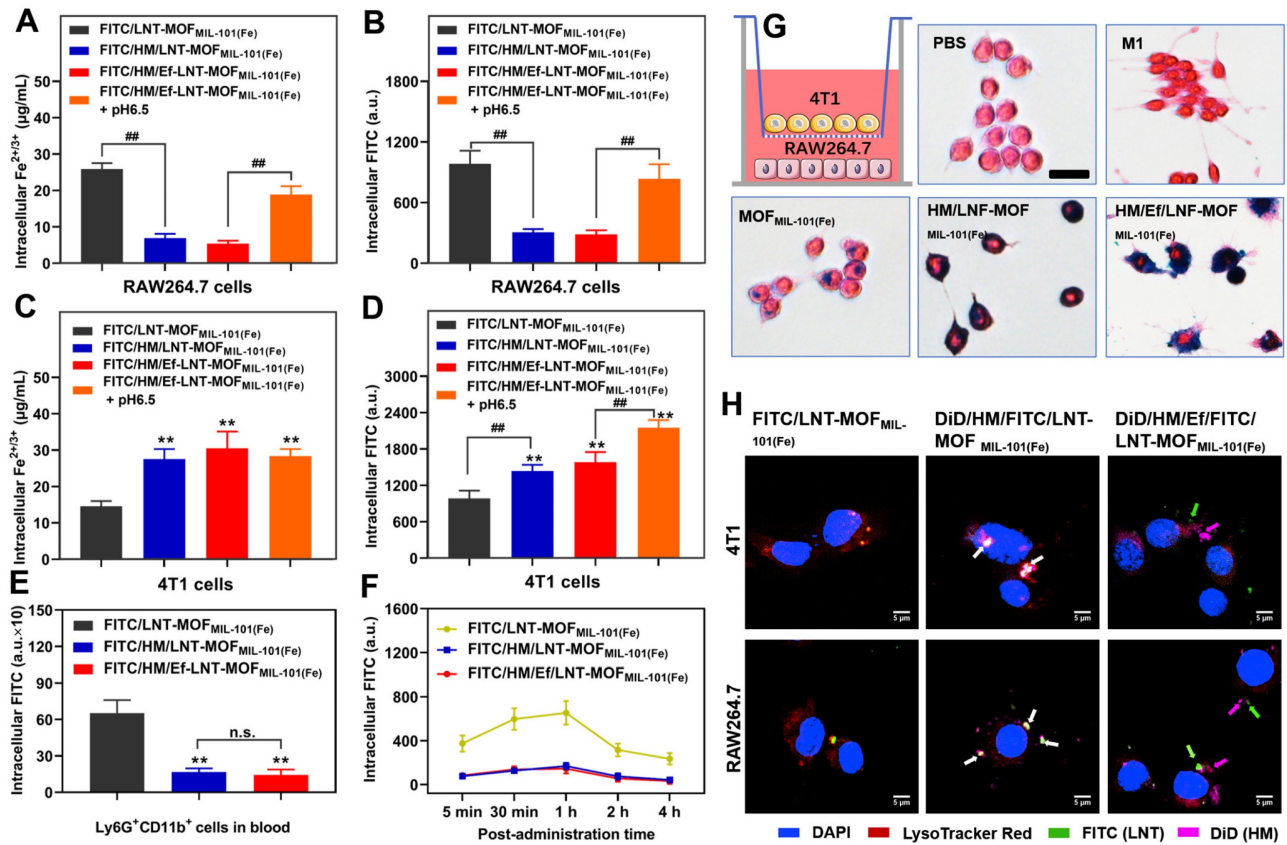 A
FITC/LNT-MOFMIL-101(Fe)
FITC/HM/LNT-MOFMIL-101(Fe)
FITC/HM/Ef-LNT-MOFMIL-101(Fe)
FITC/HM/Ef-LNT-MOFMIL-101(Fe)
+ pH6.5
Intracellular Fe2+/3+ (µg/mL)
50
40
30
20
10
0
##
##
RAW264.7 cells
B
FITC/LNT-MOFMIL-101(Fe)
FITC/HM/LNT-MOFMIL-101(Fe)
FITC/HM/Ef-LNT-MOFMIL-101(Fe)
FITC/HM/Ef-LNT-MOFMIL-101(Fe)
+ pH6.5
Intracellular FITC (a.u.)
1800
1200
600
0
##
##
RAW264.7 cells
C
FITC/LNT-MOFMIL-101(Fe)
FITC/HM/LNT-MOFMIL-101(Fe)
FITC/HM/Ef-LNT-MOFMIL-101(Fe)
FITC/HM/Ef-LNT-MOFMIL-101(Fe)
+ pH6.5
Intracellular Fe2+/3+ (µg/mL)
50
40
30
20
10
0
**
**
**
4T1 cells
D
FITC/LNT-MOFMIL-101(Fe)
FITC/HM/LNT-MOFMIL-101(Fe)
FITC/HM/Ef-LNT-MOFMIL-101(Fe)
FITC/HM/Ef-LNT-MOFMIL-101(Fe)
+ pH6.5
Intracellular FITC (a.u.)
3000
2400
1800
1200
600
0
##
**
**
##
**
4T1 cells
E
FITC/LNT-MOFMIL-101(Fe)
FITC/HM/LNT-MOFMIL-101(Fe)
FITC/HM/Ef-LNT-MOFMIL-101(Fe)
Intracellular FITC (a.u.×10)
150
120
90
60
30
0
n.s.
**
**
Ly6G+CD11b+ cells in blood
F
FITC/LNT-MOFMIL-101(Fe)
FITC/HM/LNT-MOFMIL-101(Fe)
FITC/HM/Ef/LNT-MOFMIL-101(Fe)
Intracellular FITC (a.u.)
1600
1200
800
400
0
5 min
30 min
1 h
2 h
4 h
Post-administration time
G
4T1
RAW264.7
PBS
M1
MOFMIL-101(Fe)
HM/LNF-MOF
MIL-101(Fe)
HM/Ef/LNF-MOF
MIL-101(Fe)
H
FITC/LNT-MOFMIL-
101(Fe)
DiD/HM/FITC/LNT-
MOFMIL-101(Fe)
DiD/HM/Ef/FITC/
LNT-MOFMIL-101(Fe)
4T1
5 µm
5 µm
5 µm
RAW264.7
5 µm
5 µm
5 µm
DAPI
LysoTracker Red
FITC (LNT)
DiD (HM)